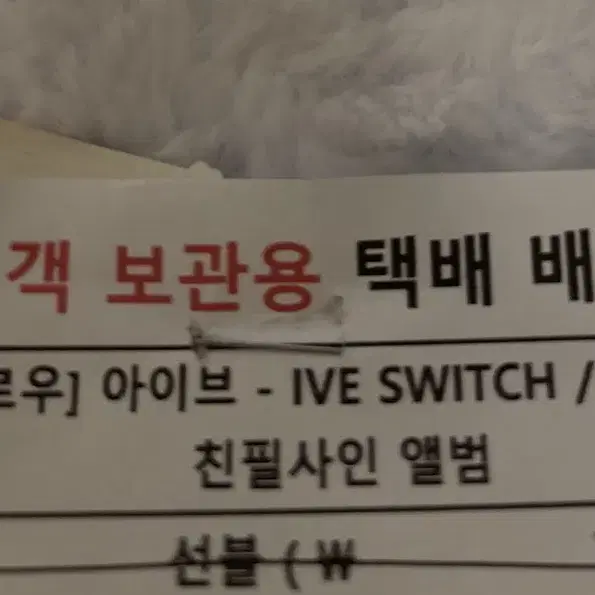 객 보관용 택배 배
로우] 아이브 - IVE SWITCH /
친필사인 앨범
선불 ( ₩